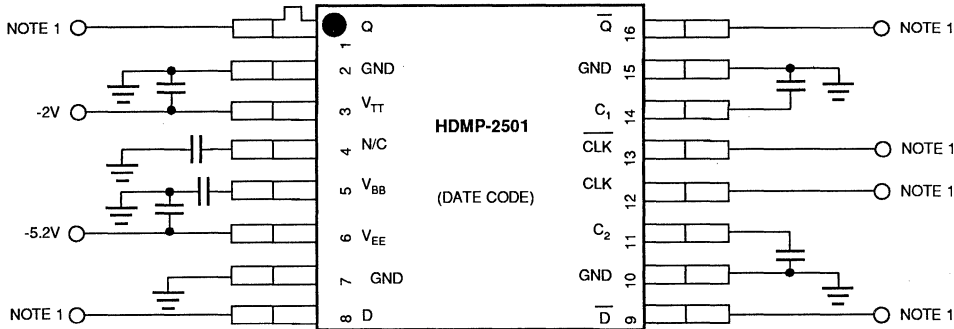 NOTE 1 Q Q 16 NOTE 1
1
2 GND GND 15
-2V 3 VTT C1 14
HDMP-2501
4 N/C CLK 13 NOTE 1
5 VBB CLK 12 NOTE 1
(DATE CODE)
-5.2V 6 VEE C2 11
7 GND GND 10
NOTE 1 8 D D 9 NOTE 1